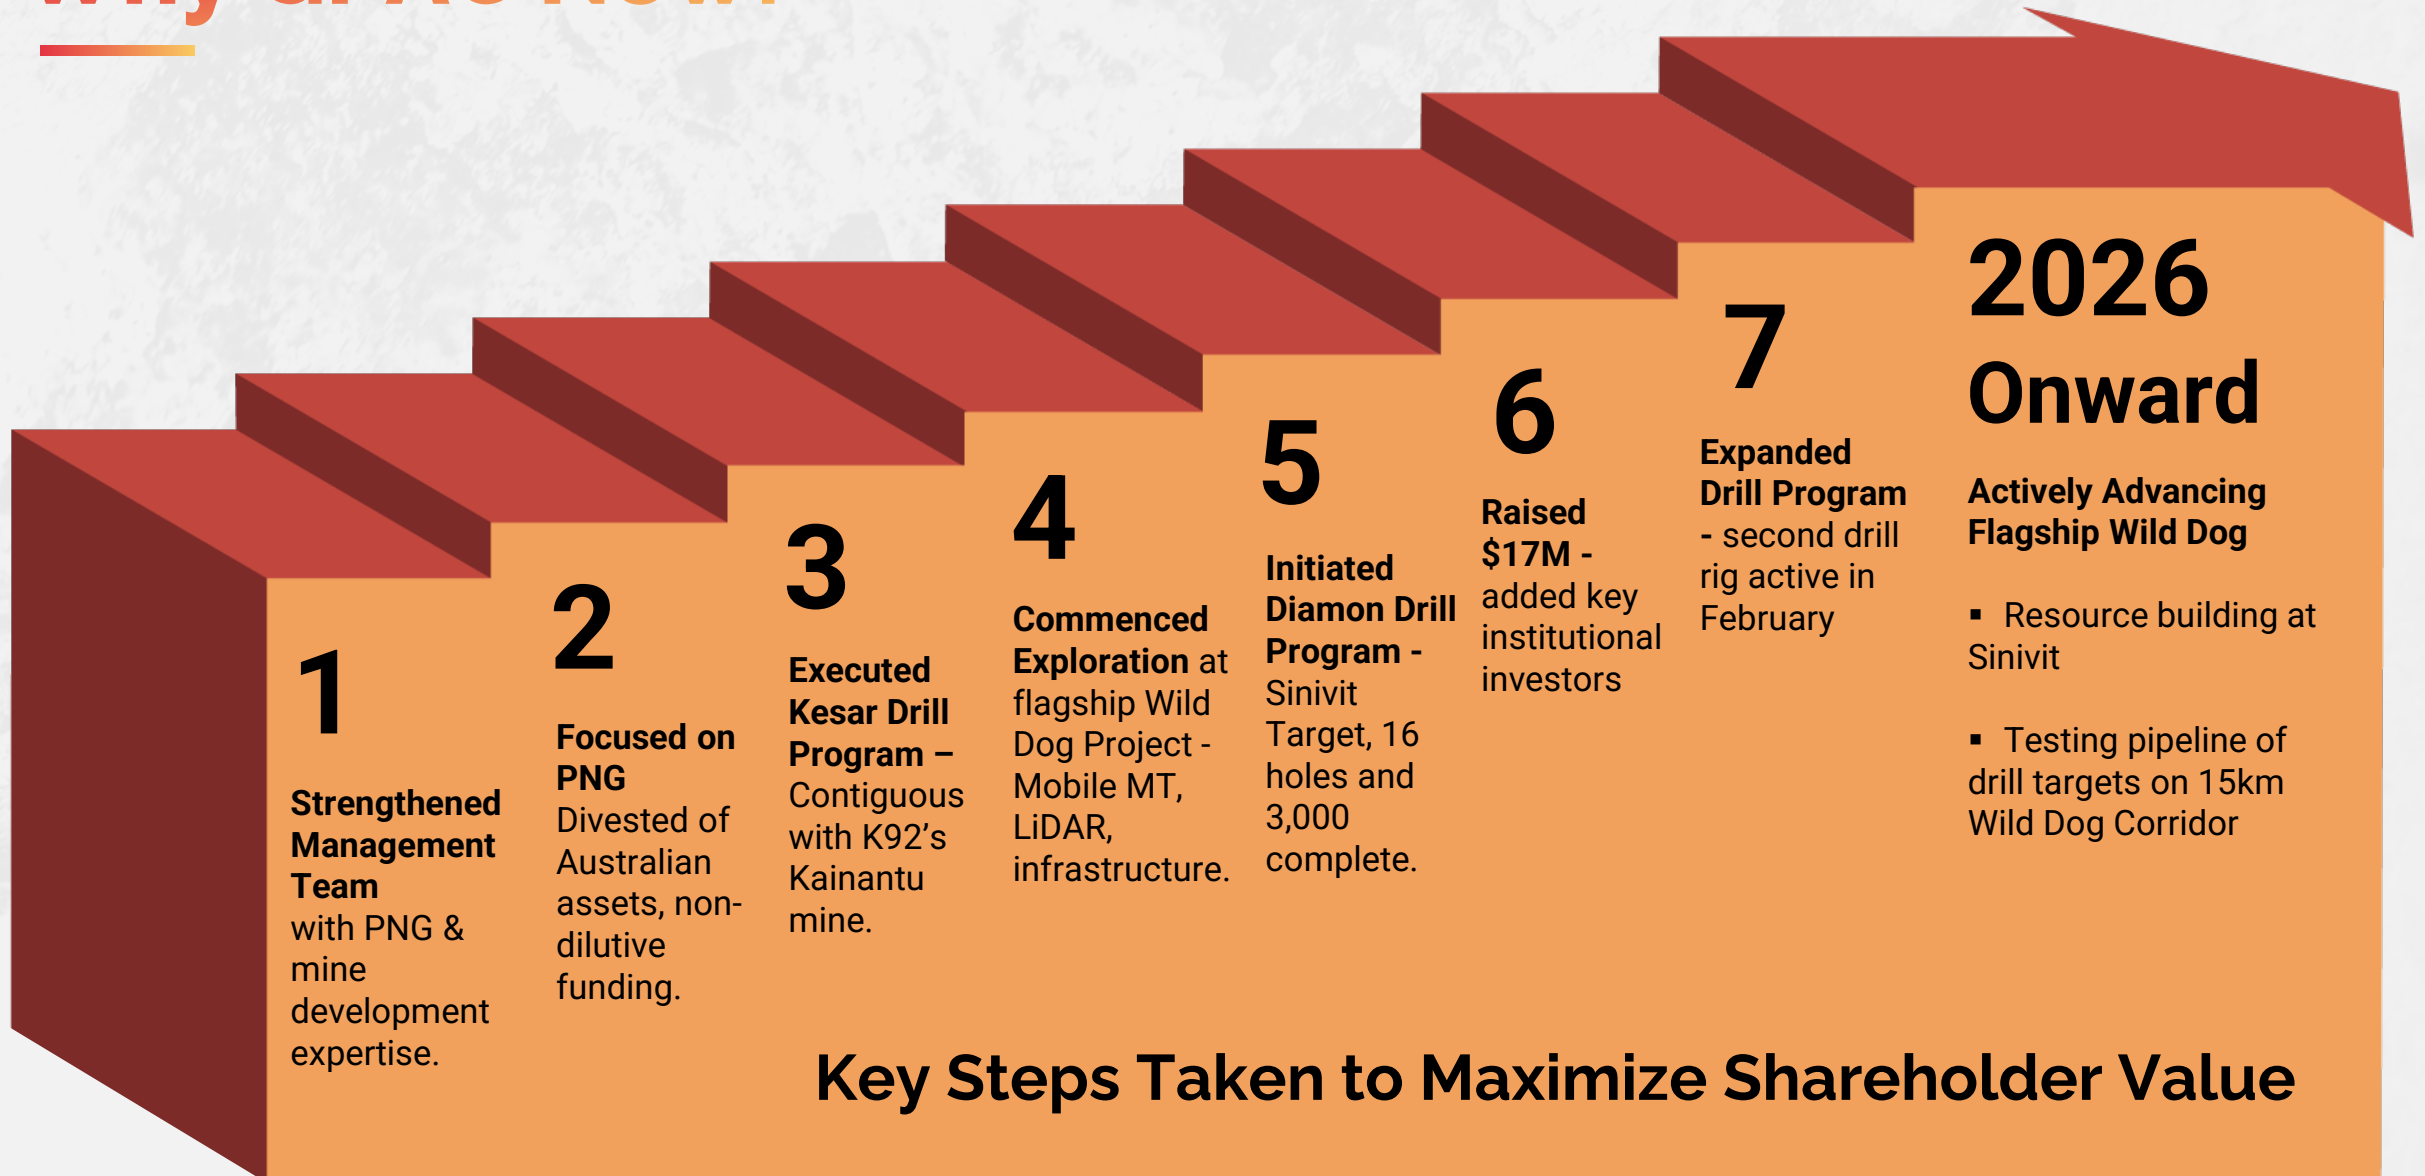 1
Strengthened
Management
Team
with PNG &
mine
development
expertise.
2
Focused on
PNG
Divested of
Australian
assets, non-
dilutive
funding.
3
Executed
Kesar Drill
Program –
Contiguous
with K92’s
Kainantu
mine.
4
Commenced
Exploration at
flagship Wild
Dog Project -
Mobile MT,
LiDAR,
infrastructure.
5
Initiated
Diamon Drill
Program -
Sinivit
Target, 16
holes and
3,000
complete.
6
Raised
$17M -
added key
institutional
investors
7
Expanded
Drill Program
- second drill
rig active in
February
2026
Onward
Actively Advancing
Flagship Wild Dog
▪ Resource building at
Sinivit
▪ Testing pipeline of
drill targets on 15km
Wild Dog Corridor
Key Steps Taken to Maximize Shareholder Value